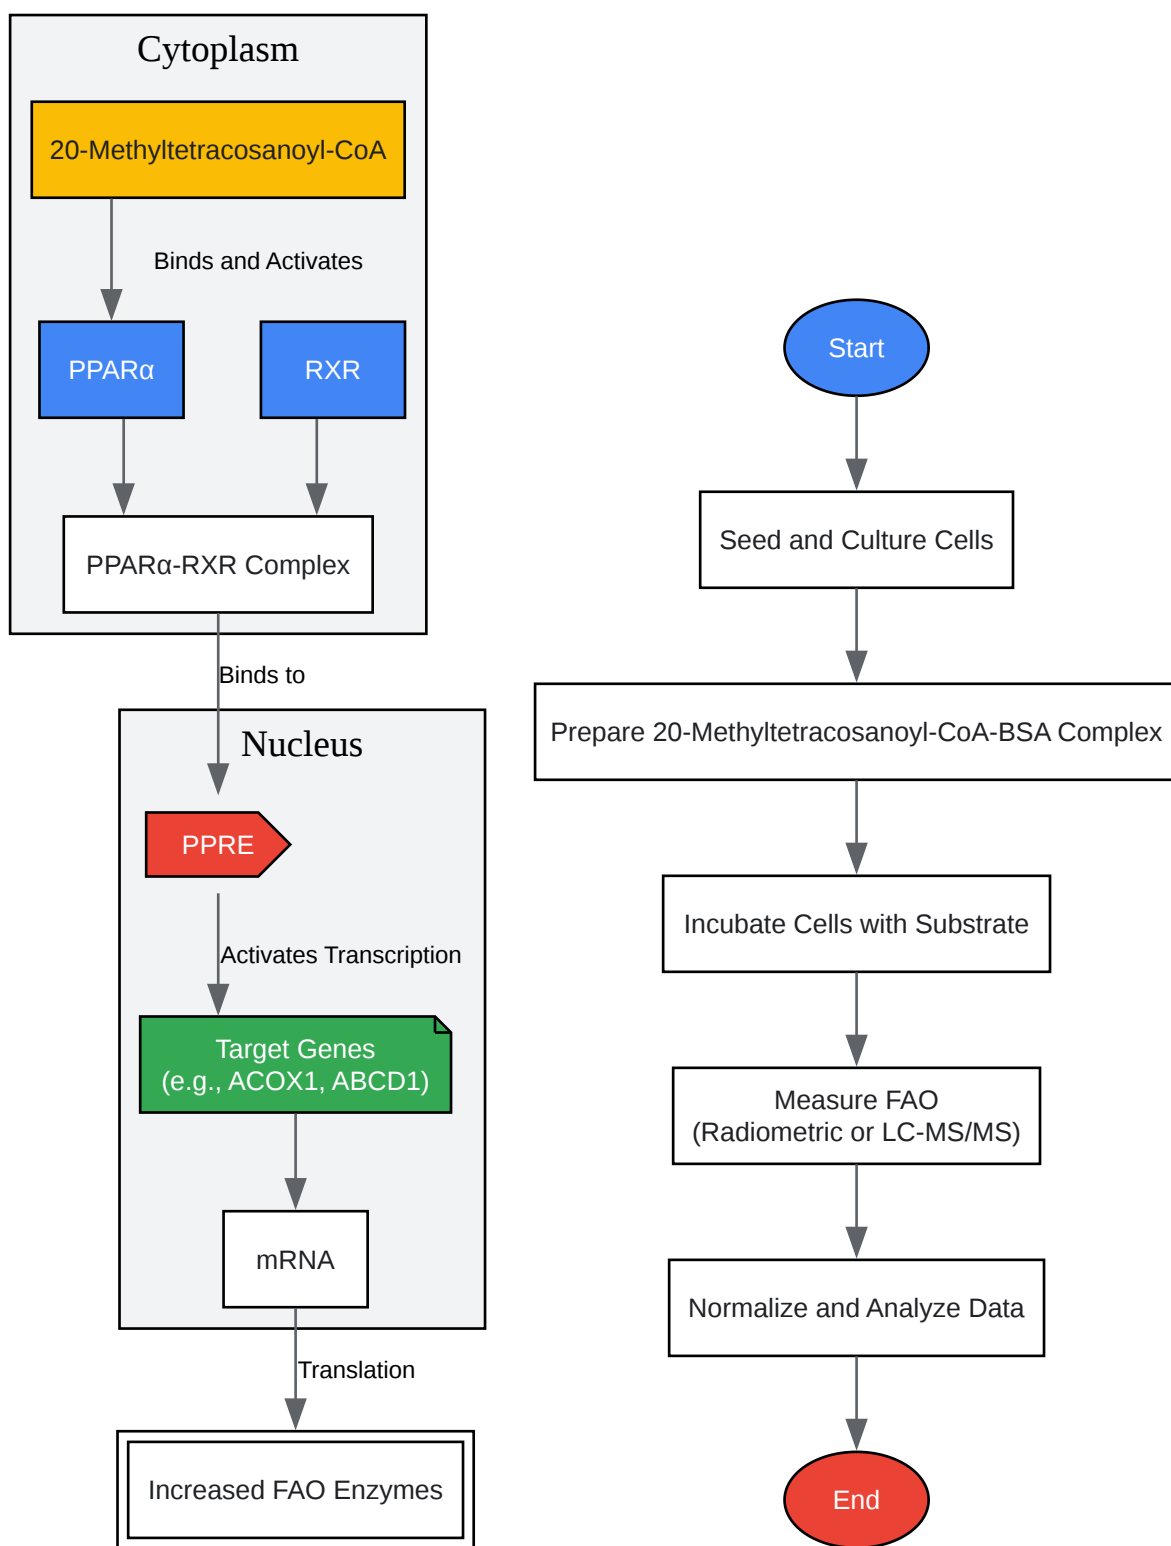 Cytoplasm
20-Methyltetracosanoyl-CoA
Binds and Activates
PPARα
RXR
PPARα-RXR Complex
Binds to
Nucleus
PPRE
Activates Transcription
Target Genes
(e.g., ACOX1, ABCD1)
mRNA
Translation
Increased FAO Enzymes
Start
Seed and Culture Cells
Prepare 20-Methyltetracosanoyl-CoA-BSA Complex
Incubate Cells with Substrate
Measure FAO
(Radiometric or LC-MS/MS)
Normalize and Analyze Data
End